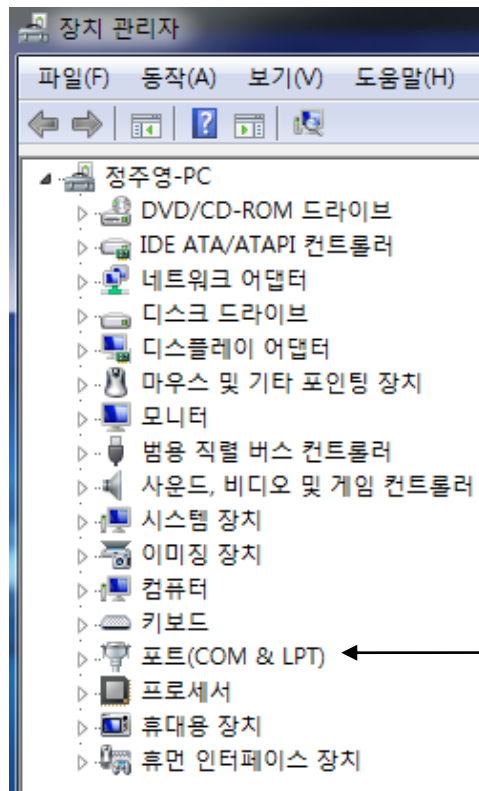 장치 관리자
파일(F) 동작(A) 보기(V) 도움말(H)
정주영-PC
DVD/CD-ROM 드라이브
IDE ATA/ATAPI 컨트롤러
네트워크 어댑터
디스크 드라이브
디스플레이 어댑터
마우스 및 기타 포인팅 장치
모니터
범용 직렬 버스 컨트롤러
사운드, 비디오 및 게임 컨트롤러
시스템 장치
이미징 장치
컴퓨터
키보드
포트(COM & LPT)
프로세서
휴대용 장치
휴먼 인터페이스 장치